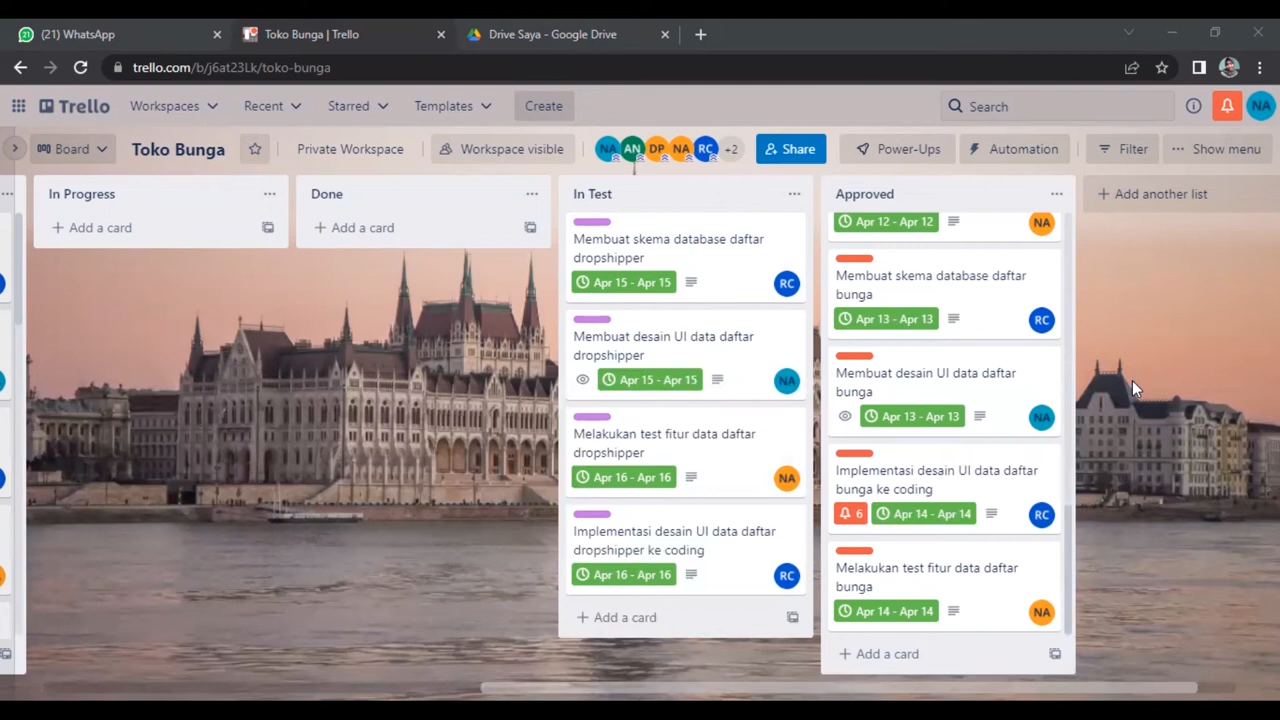 (21) WhatsApp
Toko Bunga | Trello
Drive Saya - Google Drive
trello.com/b/j6at23Lk/toko-bunga
Trello
Workspaces
Recent
Starred
Templates
Create
Search
NA
Board
Toko Bunga
Private Workspace
Workspace visible
NA
AN
DP
NA
RC
+2
Share
Power-Ups
Automation
Filter
Show menu
In Progress
+ Add a card
Done
+ Add a card
In Test
Membuat skema database daftar
dropshipper
Apr 15 - Apr 15
RC
Membuat desain UI data daftar
dropshipper
Apr 15 - Apr 15
NA
Melakukan test fitur data daftar
dropshipper
Apr 16 - Apr 16
NA
Implementasi desain UI data daftar
dropshipper ke coding
Apr 16 - Apr 16
RC
+ Add a card
Approved
Apr 12 - Apr 12
NA
Membuat skema database daftar
bunga
Apr 13 - Apr 13
RC
Membuat desain UI data daftar
bunga
Apr 13 - Apr 13
NA
Implementasi desain UI data daftar
bunga ke coding
6
Apr 14 - Apr 14
RC
Melakukan test fitur data daftar
bunga
Apr 14 - Apr 14
NA
+ Add a card
+ Add another list